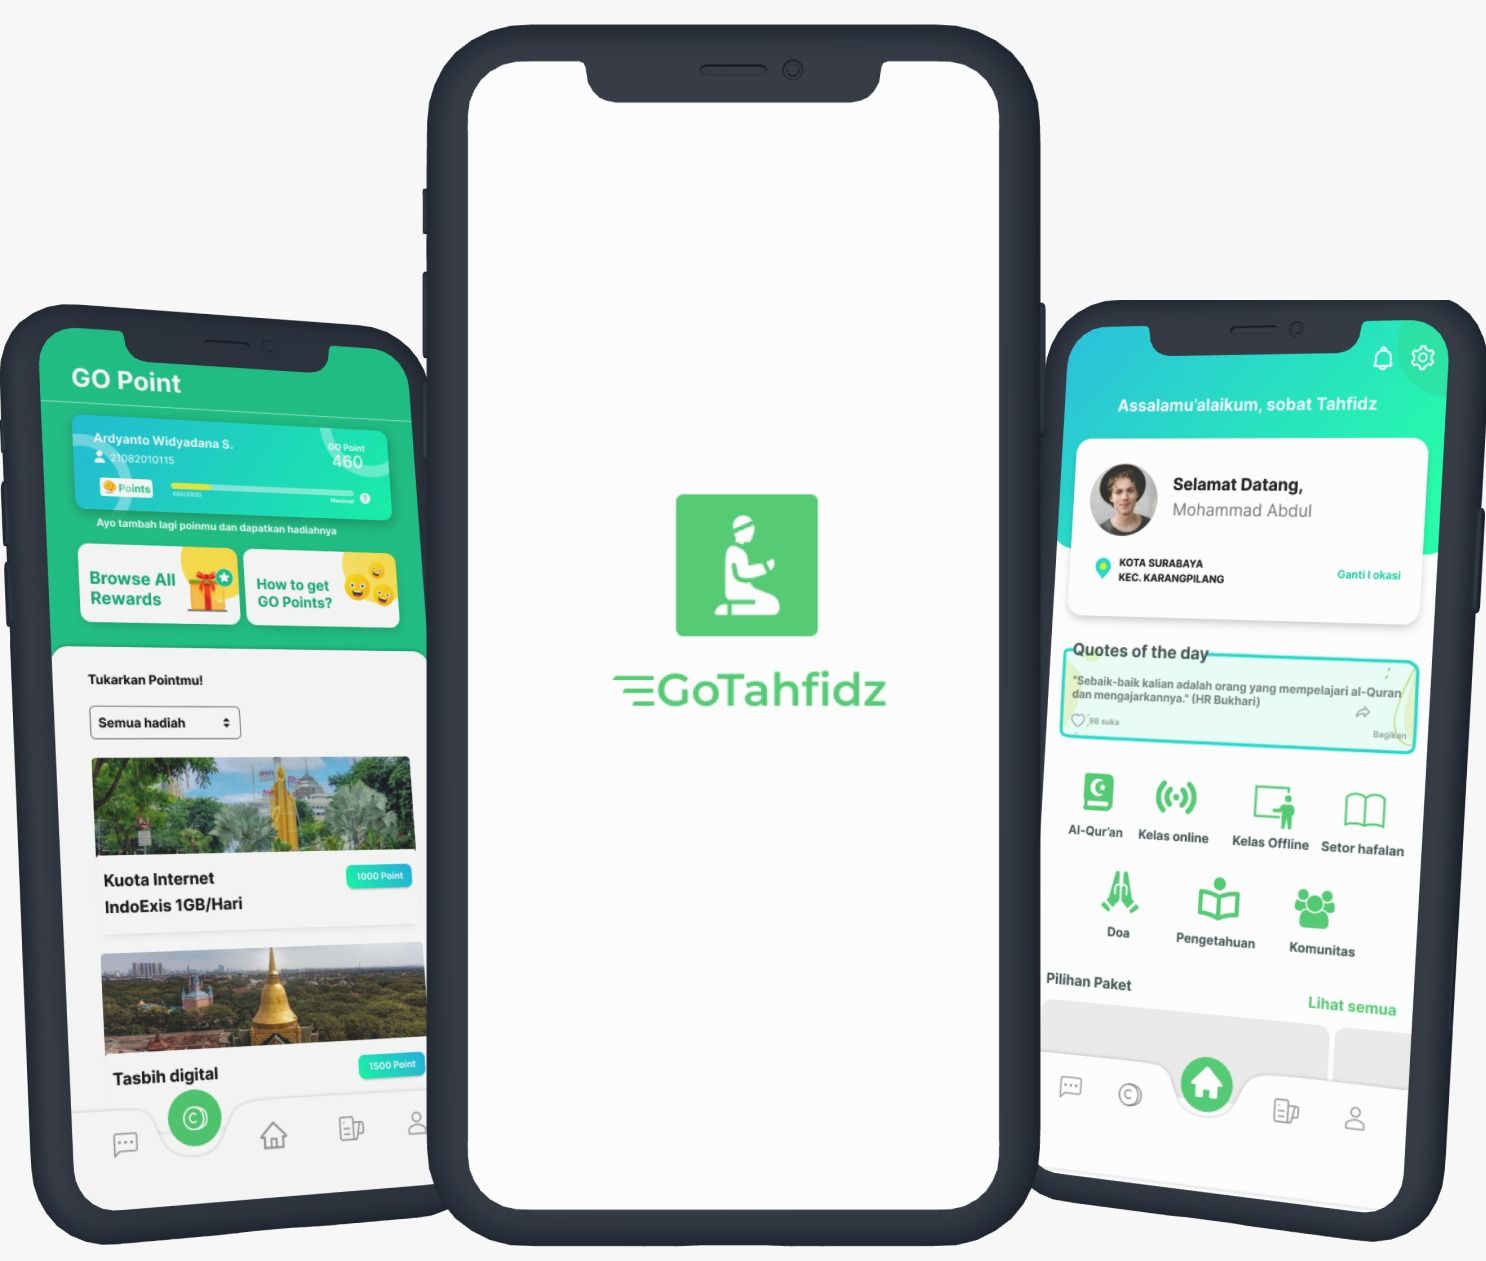 GO Point
Ardyanto Widyadana S.
21082010115
GO Point
460
Points
460/2000
Maximal
?
Ayo tambah lagi poinmu dan dapatkan hadiahnya
Browse All
Rewards
How to get
GO Points?
Tukarkan Pointmu!
Semua hadiah
Kuota Internet
IndoExis 1GB/Hari
1000 Point
Tasbih digital
1500 Point
GoTahfidz
Assalamu'alaikum, sobat Tahfidz
Selamat Datang,
Mohammad Abdul
KOTA SURABAYA
KEC. KARANGPILANG
Ganti l okasi
Quotes of the day
"Sebaik-baik kalian adalah orang yang mempelajari al-Quran
dan mengajarkannya." (HR Bukhari)
98 suka
Bagikan
Al-Qur'an
Kelas online
Kelas Offline
Setor hafalan
Doa
Pengetahuan
Komunitas
Pilihan Paket
Lihat semua